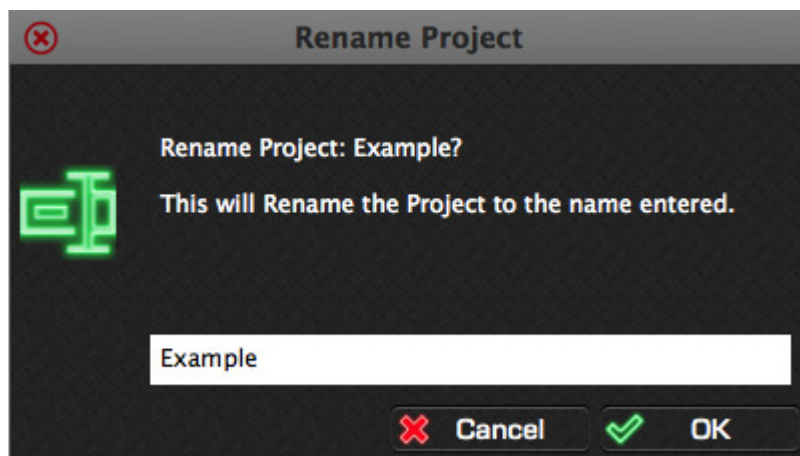 Rename Project
Rename Project: Example?
This will Rename the Project to the name entered.
Example
Cancel
OK